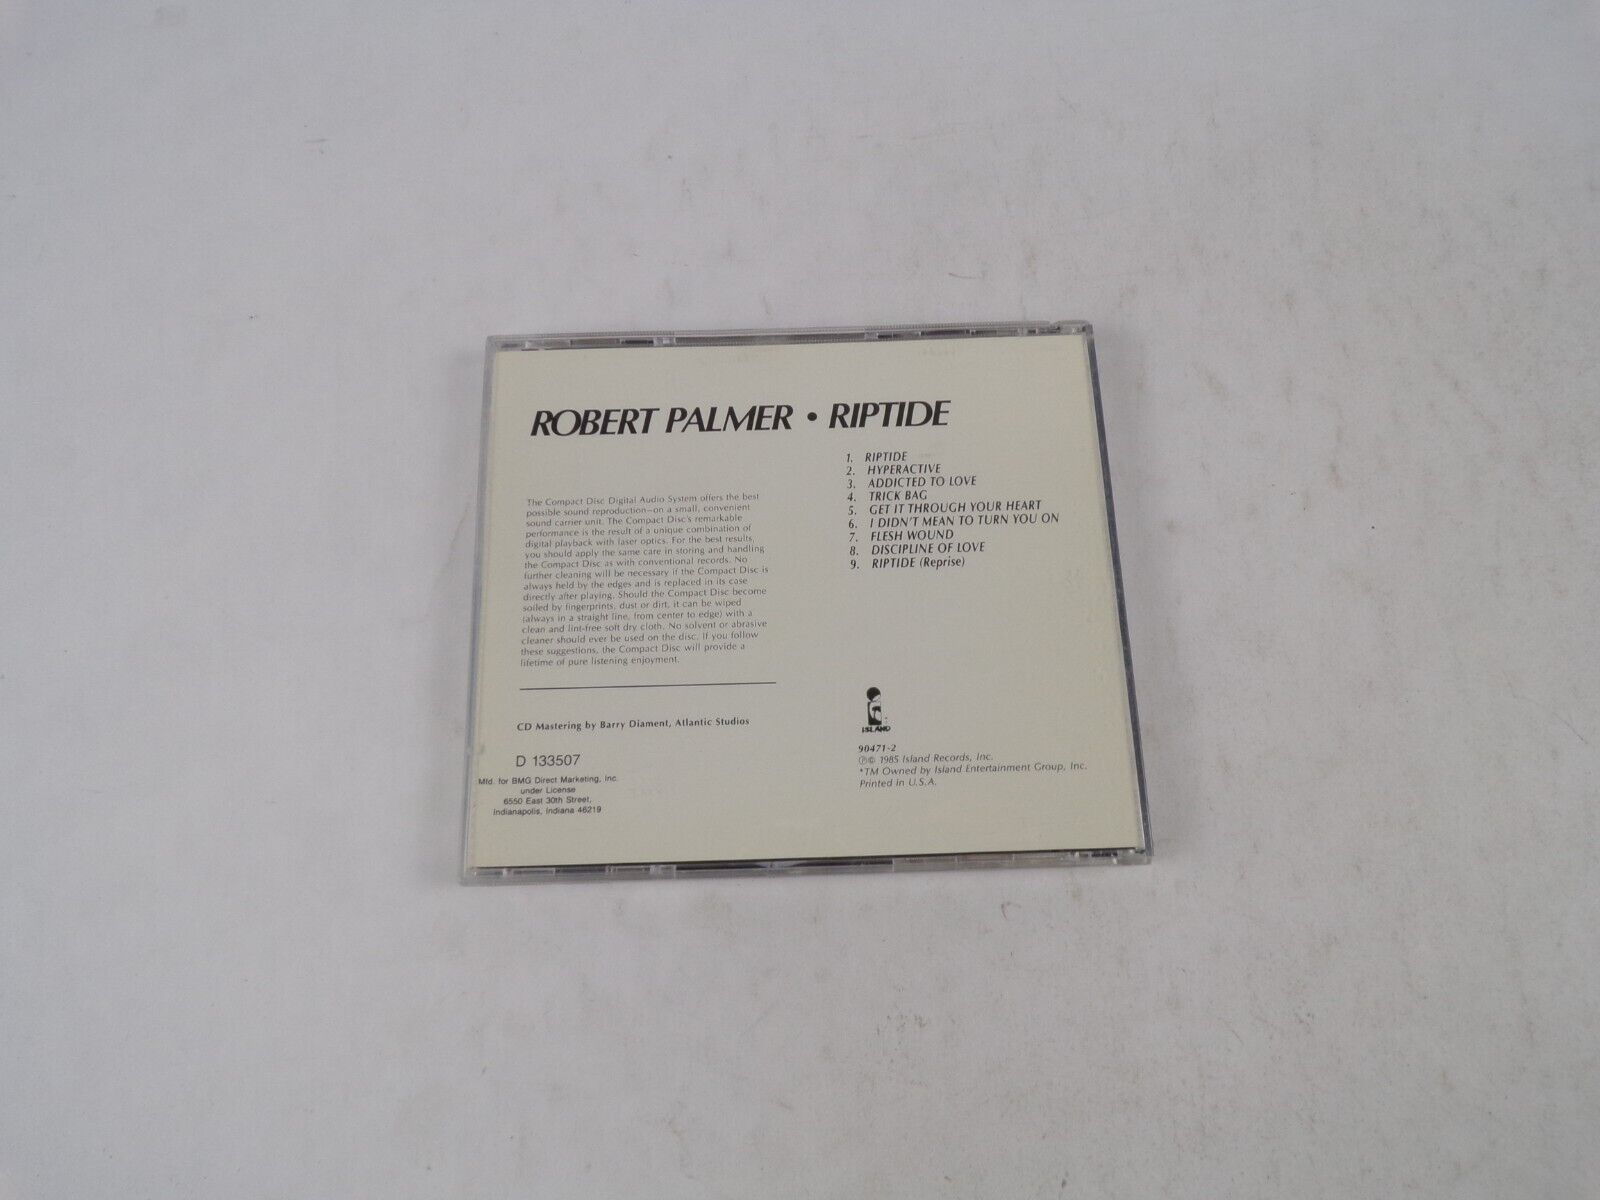 ROBERT PALMER • RIPTIDE
1. RIPTIDE
2. HYPERACTIVE
3. ADDICTED TO LOVE
4. TRICK BAG
5. GET IT THROUGH YOUR HEART
6. I DIDN'T MEAN TO TURN YOU ON
7. FLESH WOUND
8. DISCIPLINE OF LOVE
9. RIPTIDE (Reprise)
The Compact Disc Digital Audio System offers the best
possible sound reproduction—on a small, convenient
sound carrier unit. The Compact Disc's remarkable
performance is the result of a unique combination of
digital playback with laser optics. For the best results,
you should apply the same care in storing and handling
the Compact Disc as with conventional records. No
further cleaning will be necessary if the Compact Disc is
always held by the edges and is replaced in its case
directly after playing. Should the Compact Disc become
soiled by fingerprints, dust or dirt, it can be wiped
(always in a straight line, from center to edge) with a
clean and lint-free soft dry cloth. No solvent or abrasive
cleaner should ever be used on the disc. If you follow
these suggestions, the Compact Disc will provide a
lifetime of pure listening enjoyment.
CD Mastering by Barry Diament, Atlantic Studios
D 133507
Mfd. for BMG Direct Marketing, Inc.
under License
6550 East 30th Street,
Indianapolis, Indiana 46219
ISLAND
90471-2
℗© 1985 Island Records, Inc.
*TM Owned by Island Entertainment Group, Inc.
Printed in U.S.A.